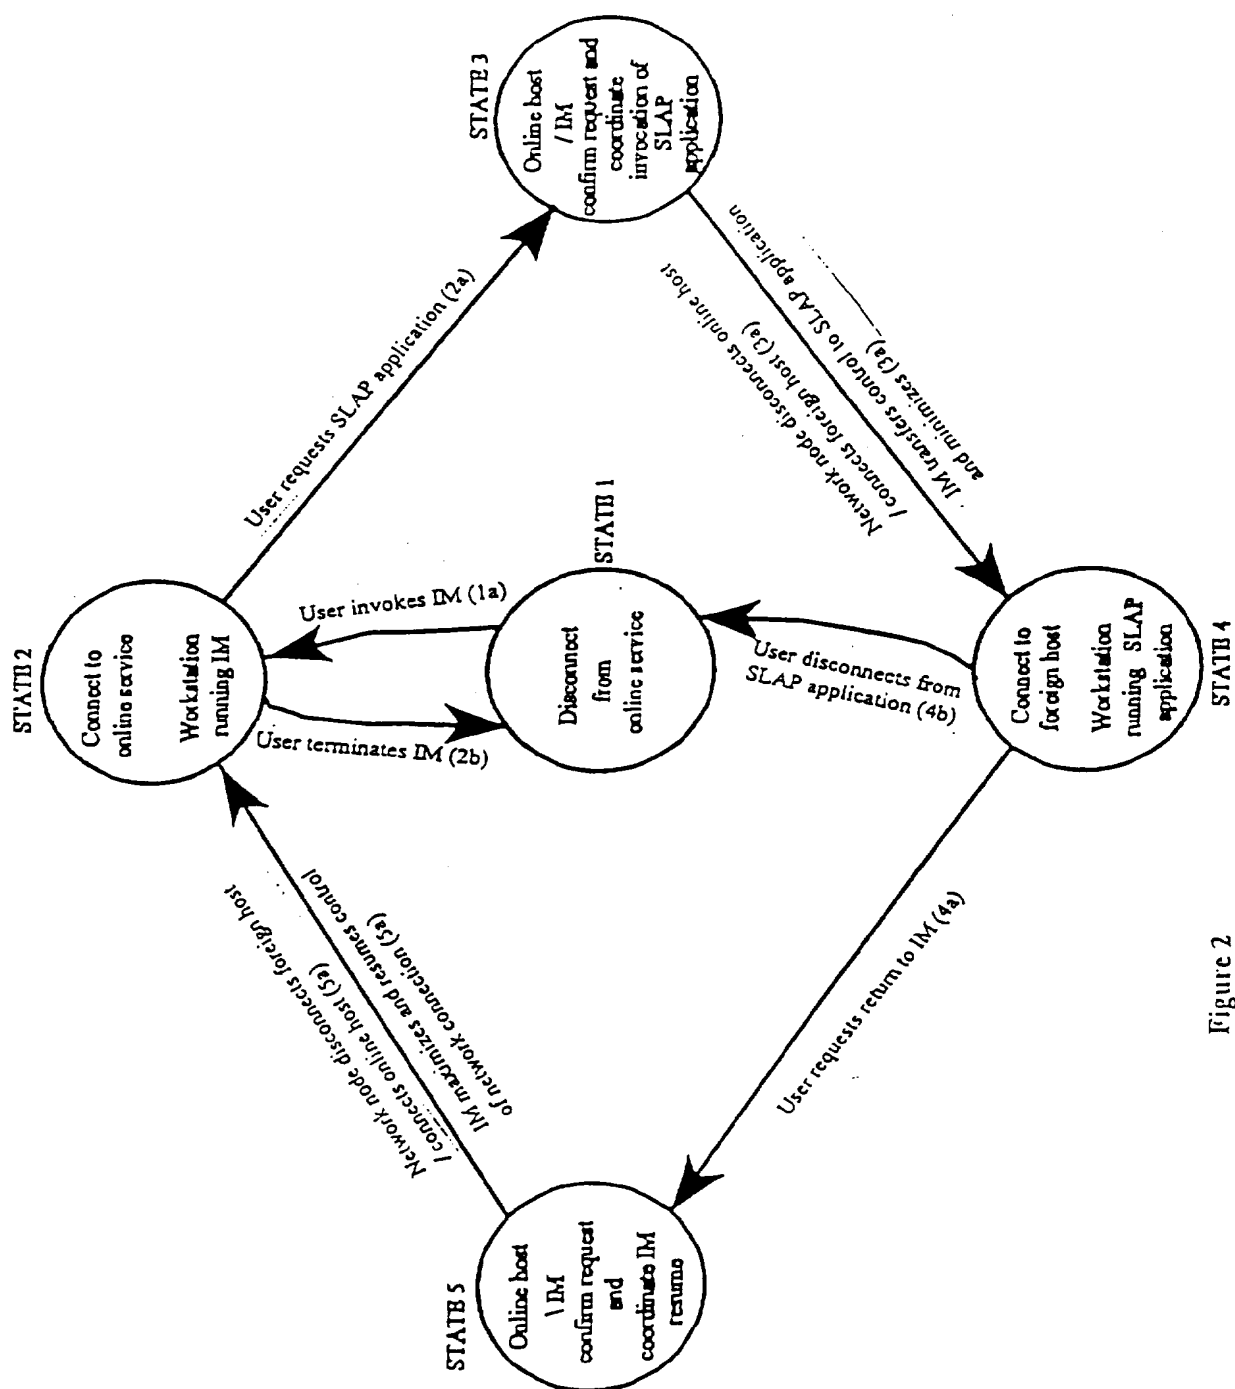 STATE 2
Connect to
online service
Workstation
running IM
User requests SLAP application (2a)
STATE 3
Online host
/ IM
confirm request and
coordinate
invocation of
SLAP
application
User invokes IM (1a)
User terminates IM (2b)
Disconnect
from
online service
STATE 1
IM transfers control to SLAP application
and minimizes (3a)
Network node disconnects online host
/ connects foreign host (3a)
User disconnects from
SLAP application (4b)
Connect to
foreign host
Workstation
running SLAP
application
STATE 4
User requests return to IM (4a)
STATE 5
Online host
\ IM
confirm request
and
coordinate IM
resume
IM maximizes and resumes control
of network connection (5a)
Network node disconnects foreign host
/ connects online host (5a)
Figure 2